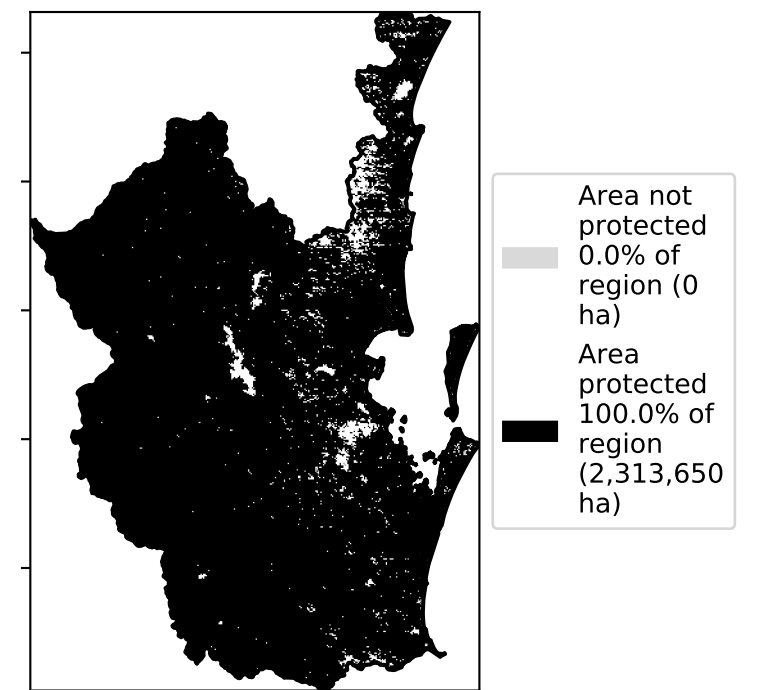 Area not
protected
0.0% of
region (0
ha)
Area
protected
100.0% of
region
(2,313,650
ha)